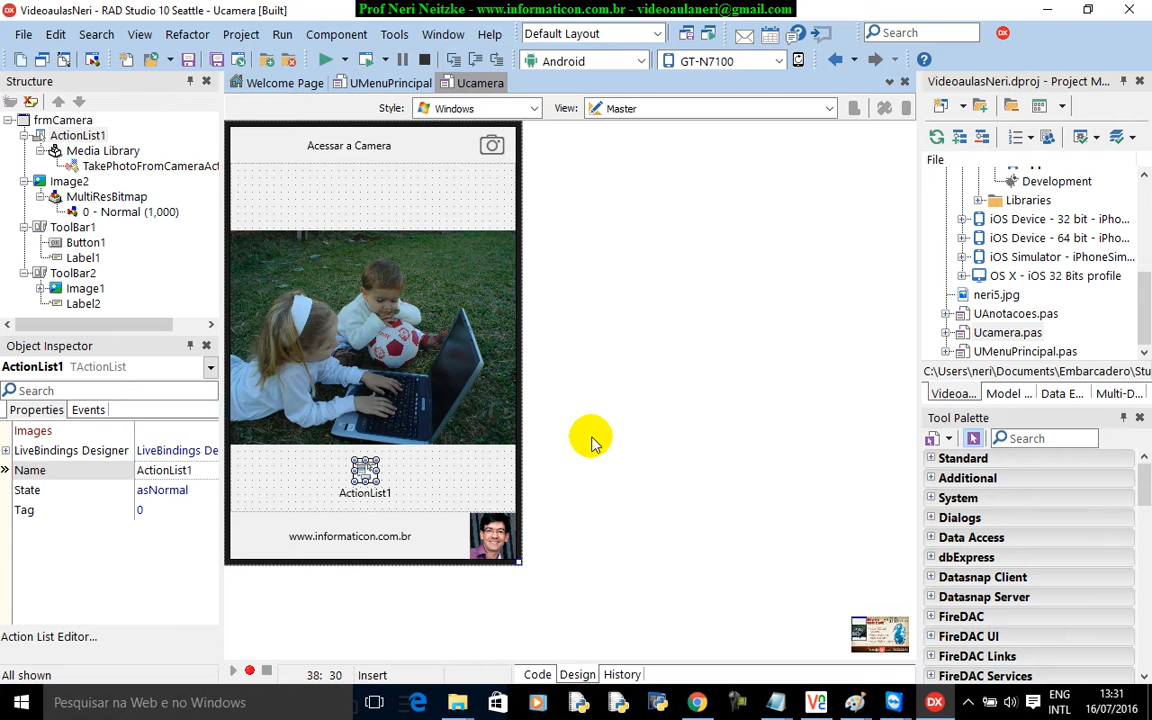 VideoaulasNeri - RAD Studio 10 Seattle - Ucamera [Built]
Prof Neri Neitzke - www.informaticon.com.br - videoaulaneri@gmail.com
File Edit Search View Refactor Project Run Component Tools Window Help
Default Layout
Search
Android
GT-N7100
Structure
frmCamera
ActionList1
Media Library
TakePhotoFromCameraAct
Image2
MultiResBitmap
0 - Normal (1,000)
ToolBar1
Button1
Label1
ToolBar2
Image1
Label2
Object Inspector
ActionList1 TActionList
Search
Properties Events
Images
LiveBindings Designer LiveBindings De
Name ActionList1
State asNormal
Tag 0
Action List Editor...
All shown
Welcome Page UMenuPrincipal Ucamera
Style: Windows View: Master
Acessar a Camera
ActionList1
www.informaticon.com.br
38: 30 Insert Code Design History
VideoaulasNeri.dproj - Project M...
File
Development
Libraries
iOS Device - 32 bit - iPho...
iOS Device - 64 bit - iPho...
iOS Simulator - iPhoneSim...
OS X - iOS 32 Bits profile
neri5.jpg
UAnotacoes.pas
Ucamera.pas
UMenuPrincipal.pas
C:\Users\neri\Documents\Embarcadero\Stu
Videoa... Model ... Data E... Multi-D...
Tool Palette
Search
Standard
Additional
System
Dialogs
Data Access
dbExpress
Datasnap Client
Datasnap Server
FireDAC
FireDAC UI
FireDAC Links
FireDAC Services
Pesquisar na Web e no Windows
ENG
INTL
13:31
16/07/2016